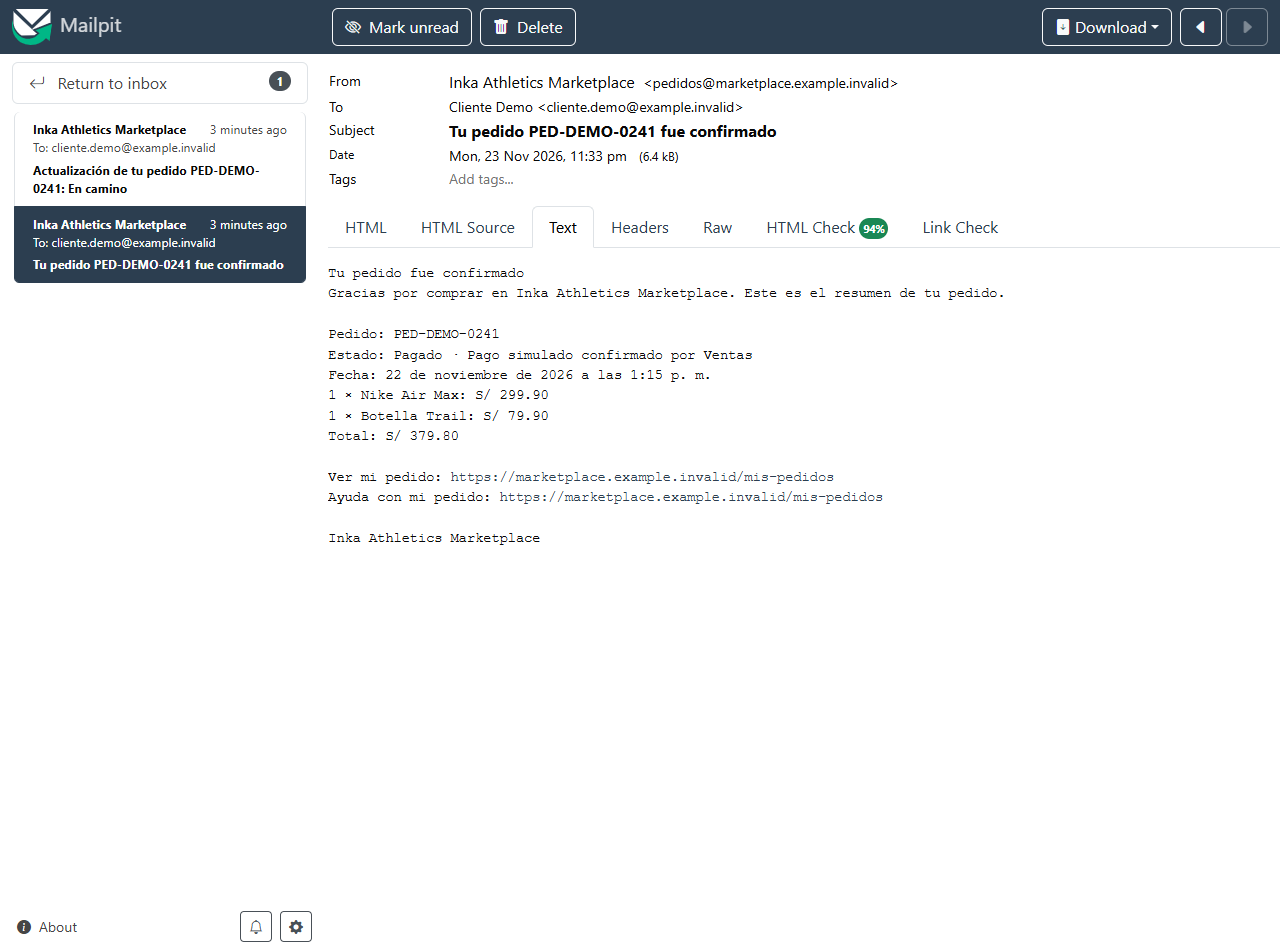 Mailpit
Mark unread
Delete
Download
Return to inbox
1
Inka Athletics Marketplace 3 minutes ago
To: cliente.demo@example.invalid
Actualización de tu pedido PED-DEMO-
0241: En camino
Inka Athletics Marketplace 3 minutes ago
To: cliente.demo@example.invalid
Tu pedido PED-DEMO-0241 fue confirmado
From Inka Athletics Marketplace <pedidos@marketplace.example.invalid>
To Cliente Demo <cliente.demo@example.invalid>
Subject Tu pedido PED-DEMO-0241 fue confirmado
Date Mon, 23 Nov 2026, 11:33 pm (6.4 kB)
Tags Add tags...
HTML HTML Source Text Headers Raw HTML Check 94% Link Check
Tu pedido fue confirmado
Gracias por comprar en Inka Athletics Marketplace. Este es el resumen de tu pedido.
Pedido: PED-DEMO-0241
Estado: Pagado · Pago simulado confirmado por Ventas
Fecha: 22 de noviembre de 2026 a las 1:15 p. m.
1 × Nike Air Max: S/ 299.90
1 × Botella Trail: S/ 79.90
Total: S/ 379.80
Ver mi pedido: https://marketplace.example.invalid/mis-pedidos
Ayuda con mi pedido: https://marketplace.example.invalid/mis-pedidos
Inka Athletics Marketplace
About